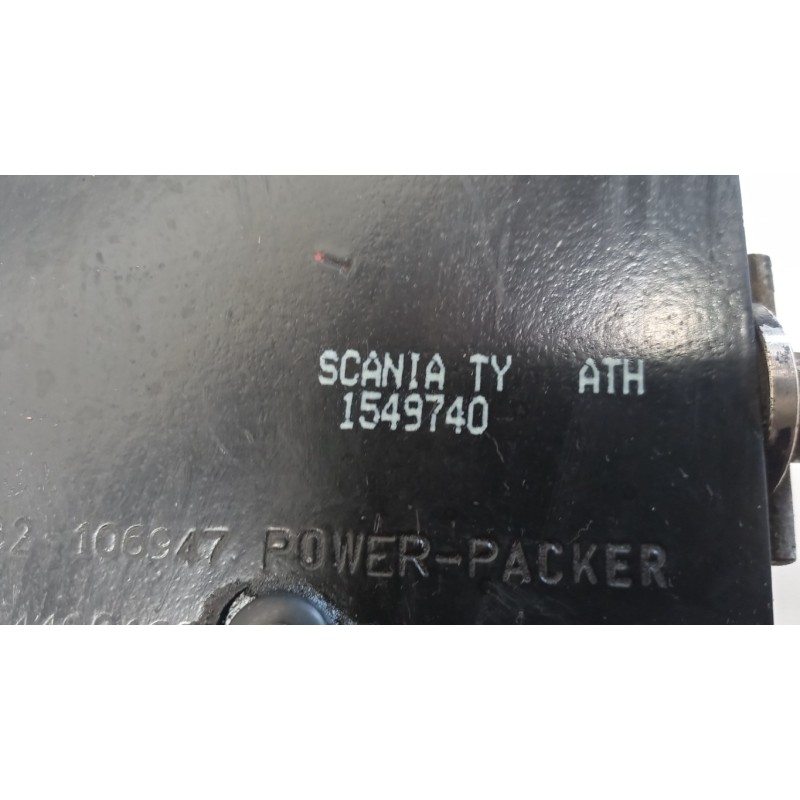 SCANIA TY ATH
1549740
106947 POWER-PACKER